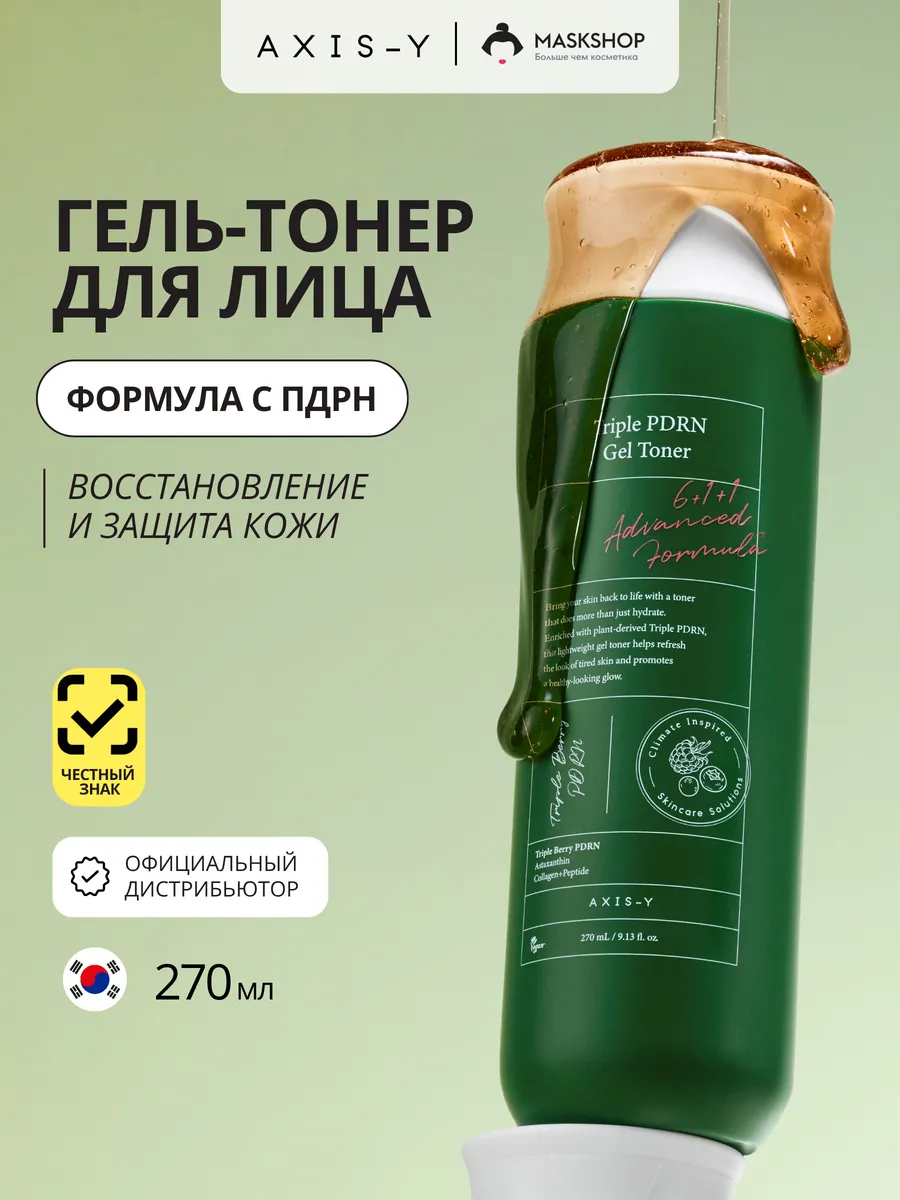 AXIS-Y
MASKSHOP
Больше чем косметика
ГЕЛЬ-ТОНЕР
ДЛЯ ЛИЦА
ФОРМУЛА С ПДРН
ВОССТАНОВЛЕНИЕ
И ЗАЩИТА КОЖИ
Triple PDRN
Gel Toner
6+1+1
Advanced
Formula
Bring your skin back to life with a toner
that does more than just hydrate.
Enriched with plant-derived Triple PDRN,
this lightweight gel toner helps refresh
the look of tired skin and promotes
a healthy-looking glow.
Triple Berry
PDRN
Climate Inspired
Skincare Solutions
Triple Berry PDRN
Astaxanthin
Collagen+Peptide
AXIS-Y
Vegan
270 mL / 9.13 fl. oz.
ЧЕСТНЫЙ
ЗНАК
ОФИЦИАЛЬНЫЙ
ДИСТРИБЬЮТОР
270 мл